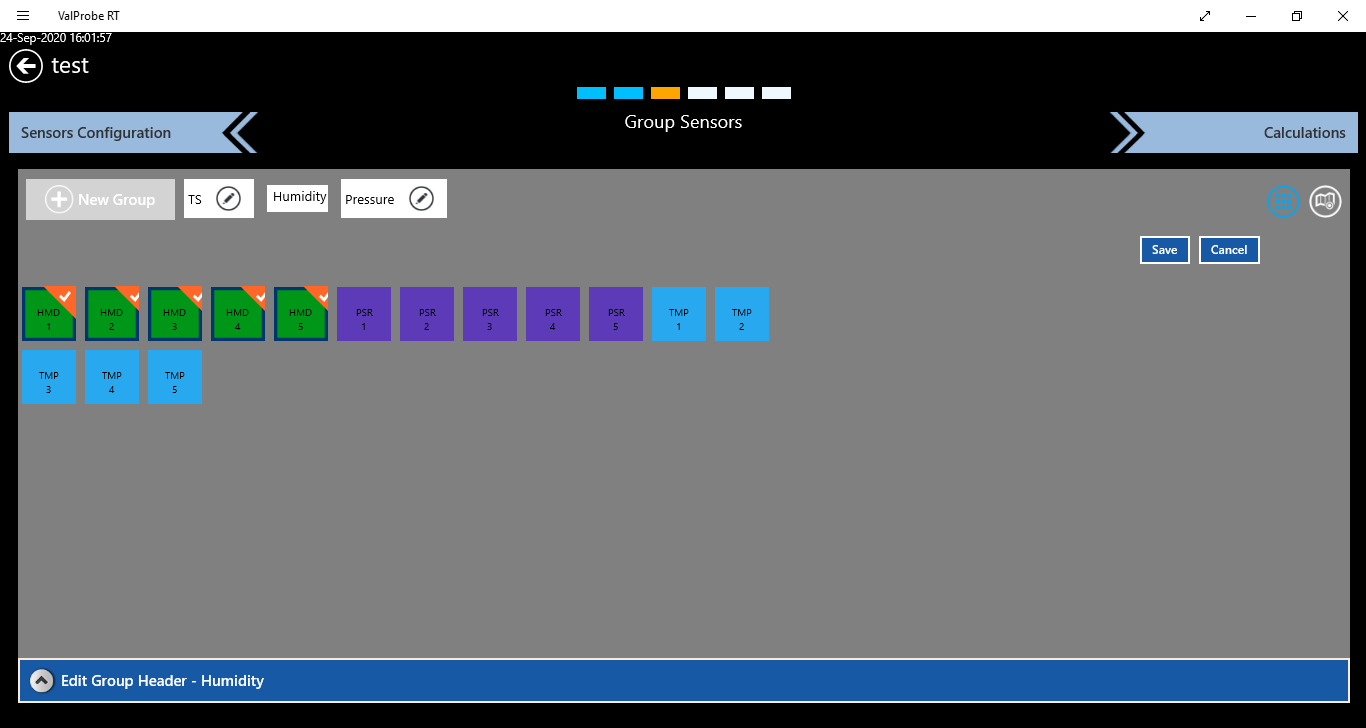 ValProbe RT
24-Sep-2020 16:01:57
test
Sensors Configuration
Group Sensors
Calculations
New Group
TS
Humidity
Pressure
Save
Cancel
HMD 1
HMD 2
HMD 3
HMD 4
HMD 5
PSR 1
PSR 2
PSR 3
PSR 4
PSR 5
TMP 1
TMP 2
TMP 3
TMP 4
TMP 5
Edit Group Header - Humidity